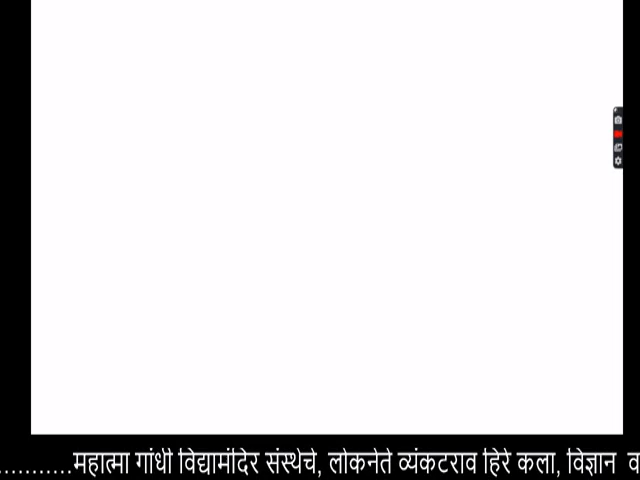 ...........महात्मा गांधी विद्यामंदिर संस्थेचे, लोकनेते व्यंकटराव हिरे कला, विज्ञान व